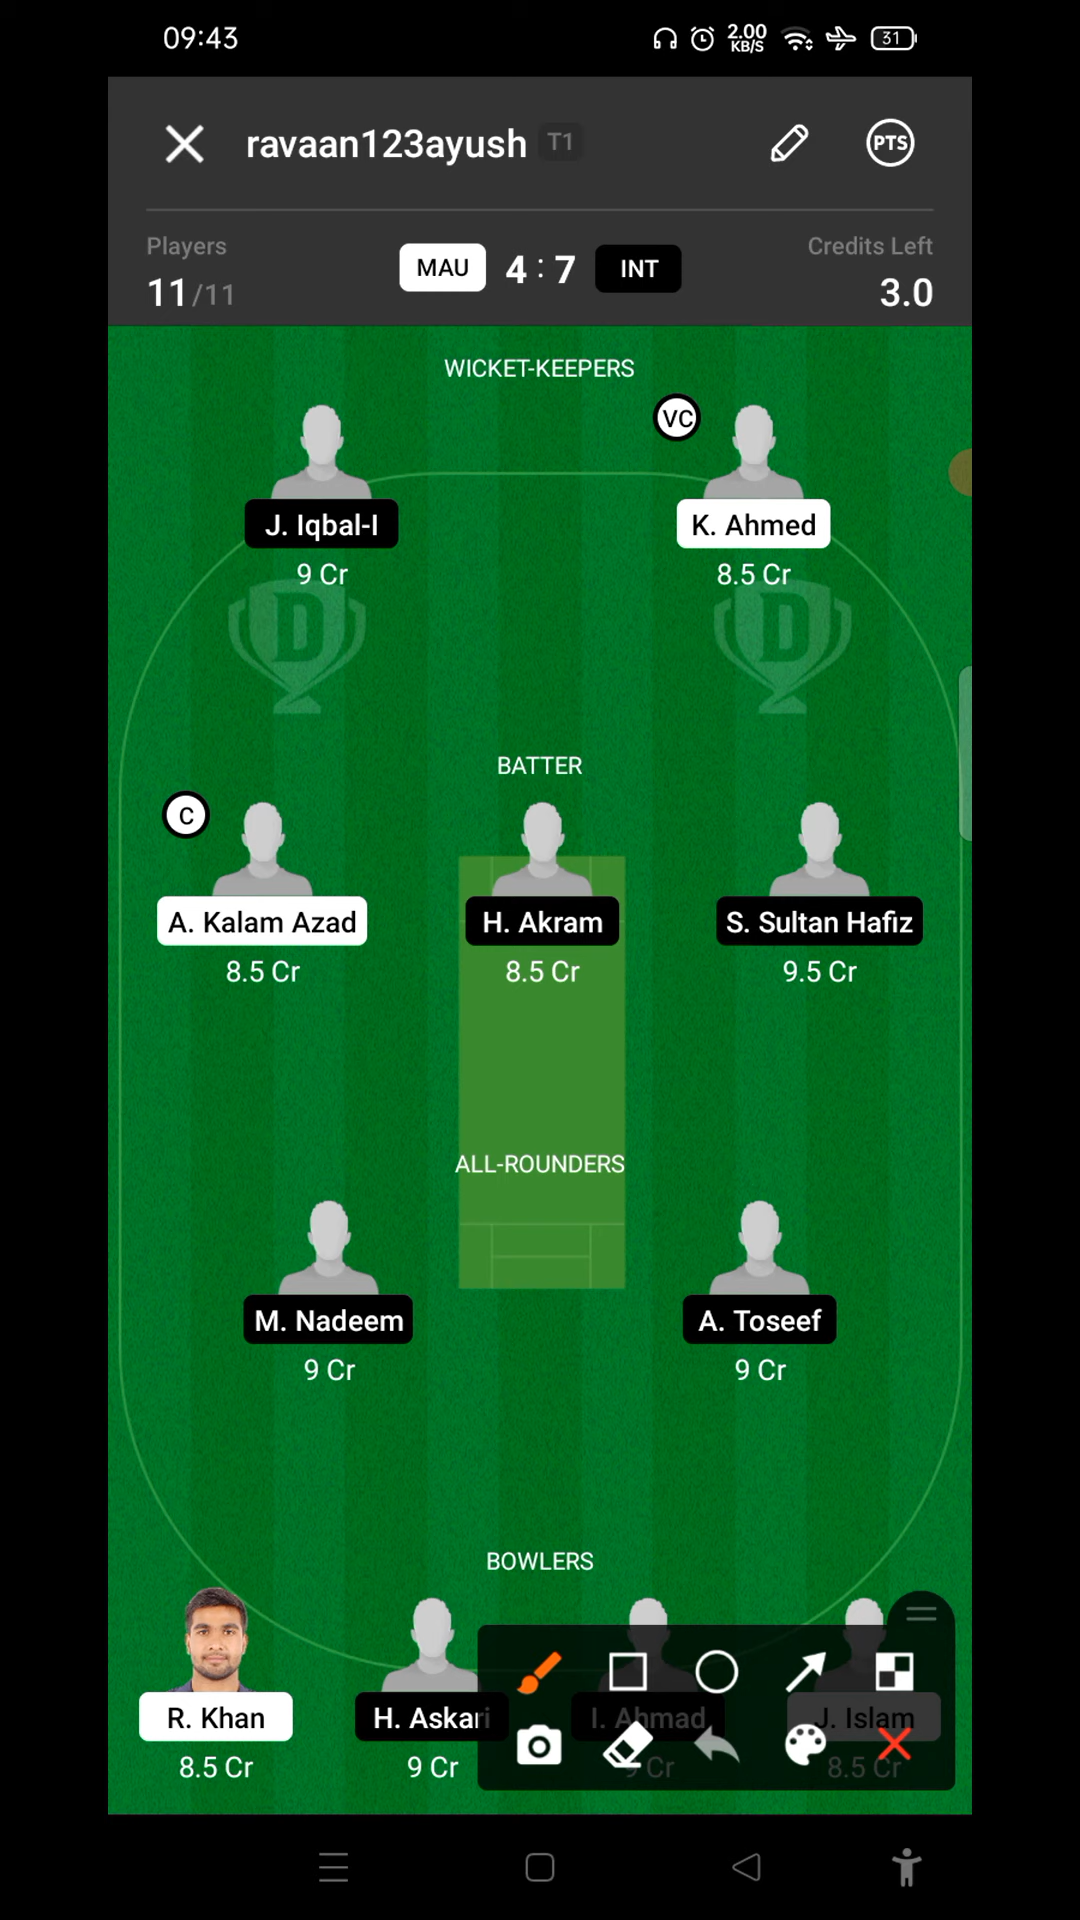 09:43
2.00
KB/S
31
ravaan123ayush T1
PTS
Players
11/11
MAU 4 : 7 INT
Credits Left
3.0
WICKET-KEEPERS
VC
J. Iqbal-I
9 Cr
K. Ahmed
8.5 Cr
D D
BATTER
C
A. Kalam Azad
8.5 Cr
H. Akram
8.5 Cr
S. Sultan Hafiz
9.5 Cr
ALL-ROUNDERS
M. Nadeem
9 Cr
A. Toseef
9 Cr
BOWLERS
R. Khan
8.5 Cr
H. Askari
9 Cr
I. Ahmad
9 Cr
J. Islam
8.5 Cr